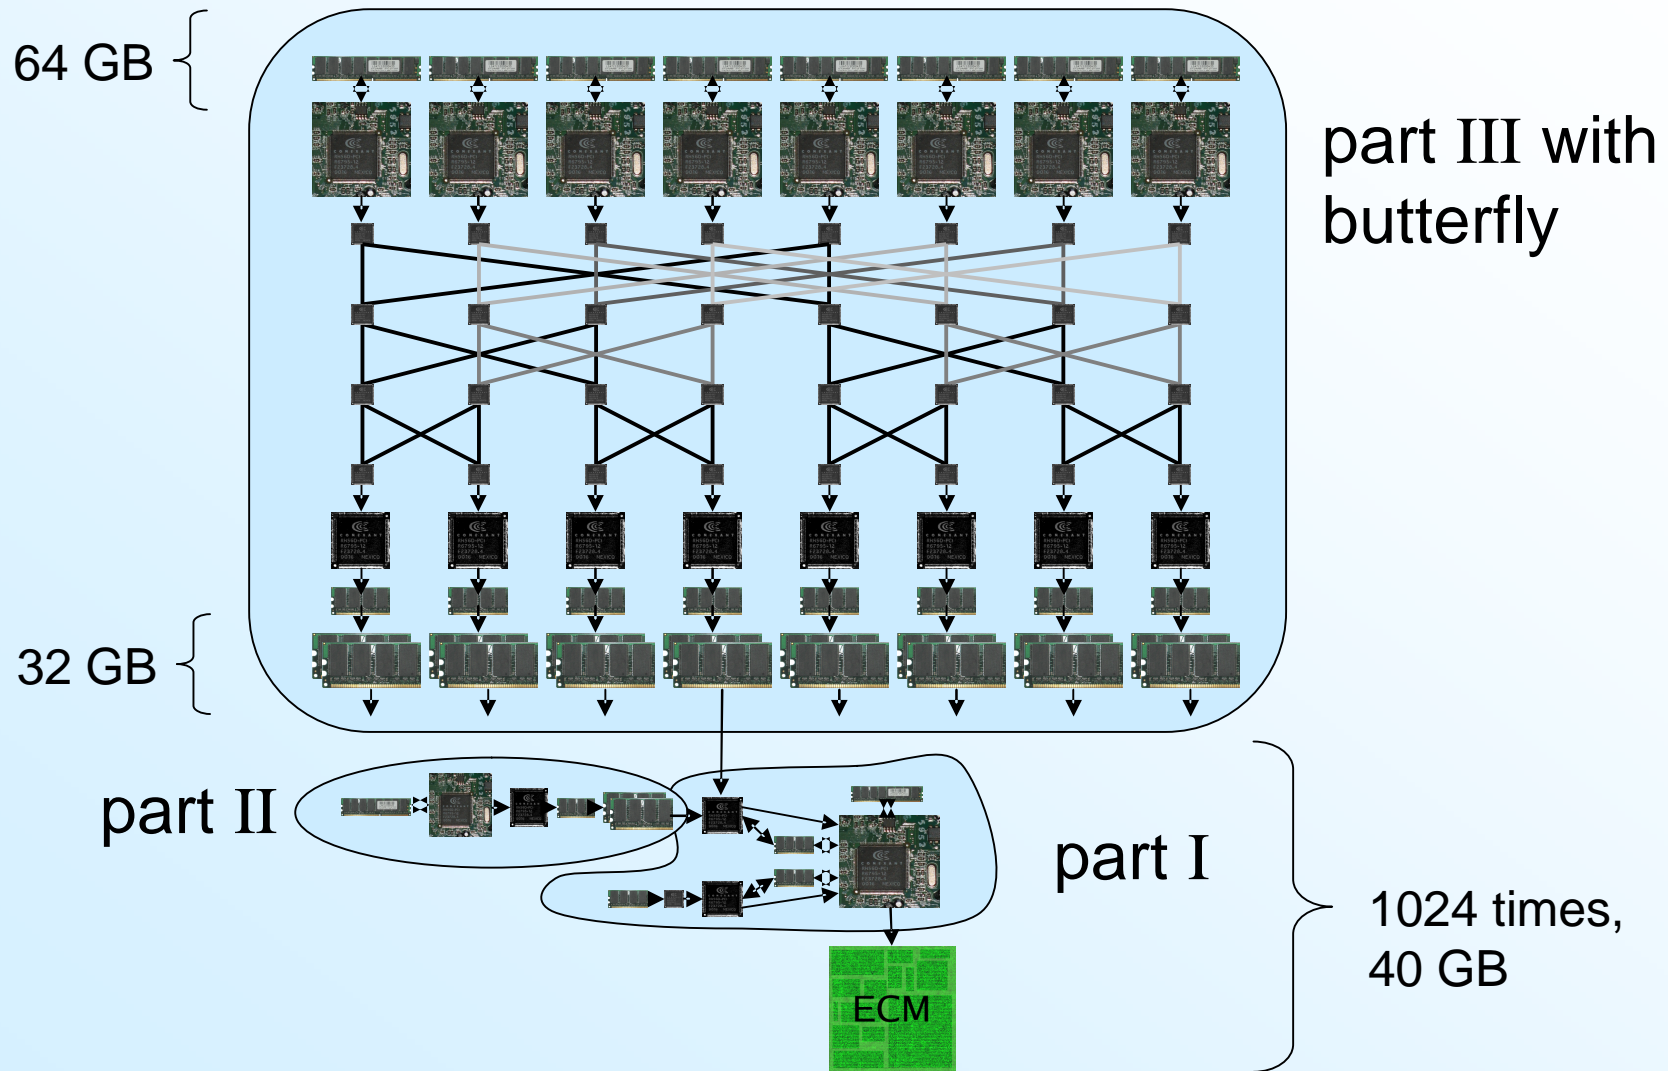 64 GB
part III with
butterfly
32 GB
part II
part I
1024 times,
40 GB
ECM